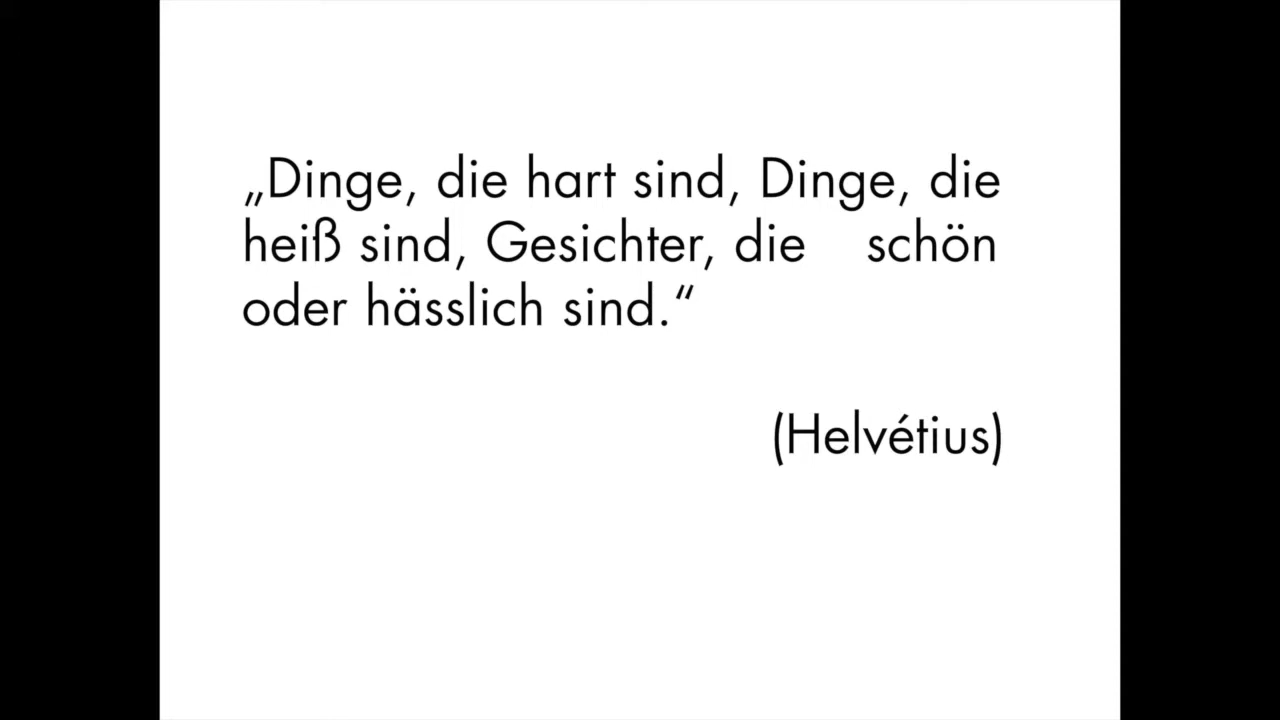 „Dinge, die hart sind, Dinge, die
heiß sind, Gesichter, die schön
oder hässlich sind.“
(Helvétius)